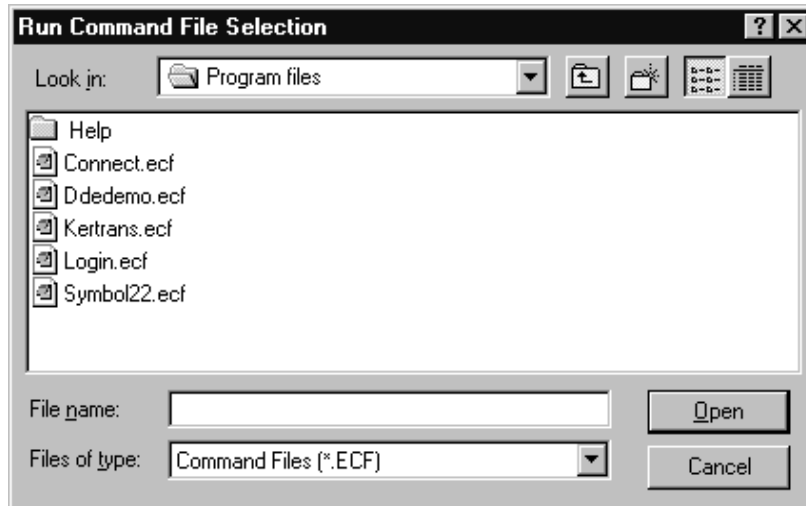 Run Command File Selection
Look in: Program files
Help
Connect.ecf
Ddedemo.ecf
Kertrans.ecf
Login.ecf
Symbol22.ecf
File name: Open
Files of type: Command Files (*.ECF) Cancel